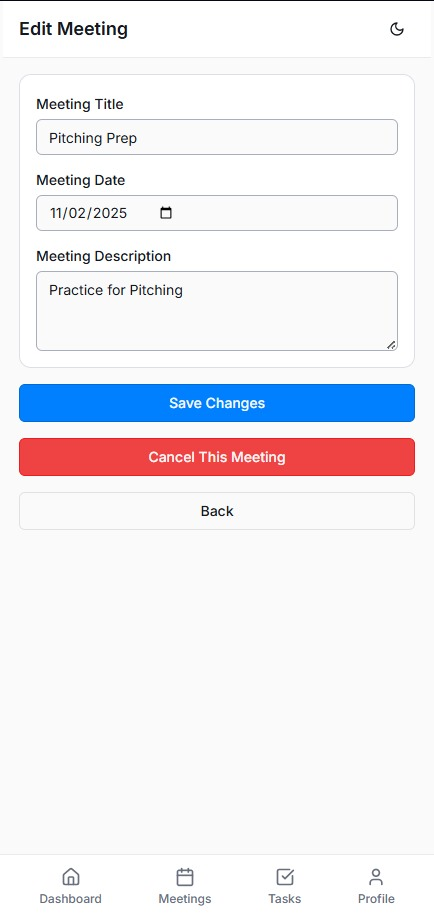 Edit Meeting
Meeting Title
Pitching Prep
Meeting Date
11/02/2025
Meeting Description
Practice for Pitching
Save Changes
Cancel This Meeting
Back
Dashboard Meetings Tasks Profile